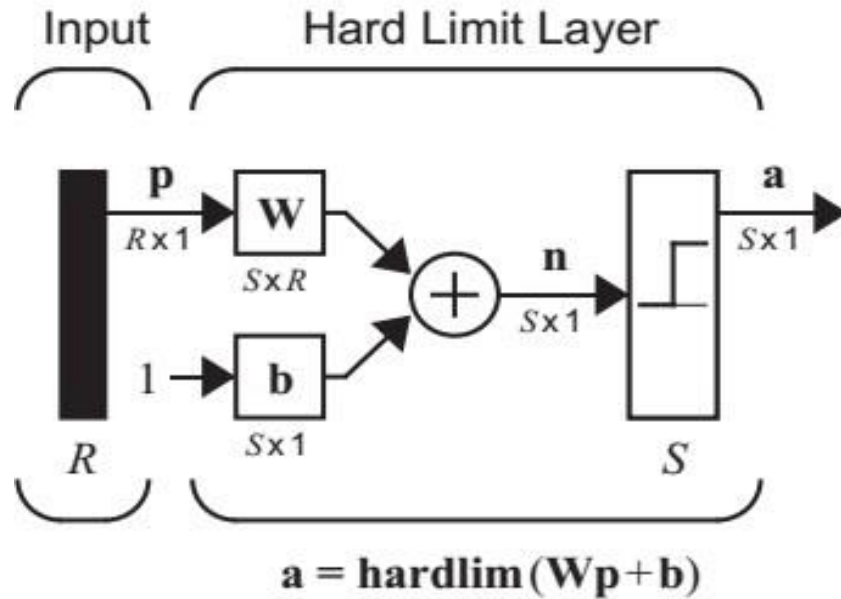 Input Hard Limit Layer
p W a
R x 1 S x 1
S x R n
1 b S x 1
S x 1
R S
a = hardlim (Wp + b)